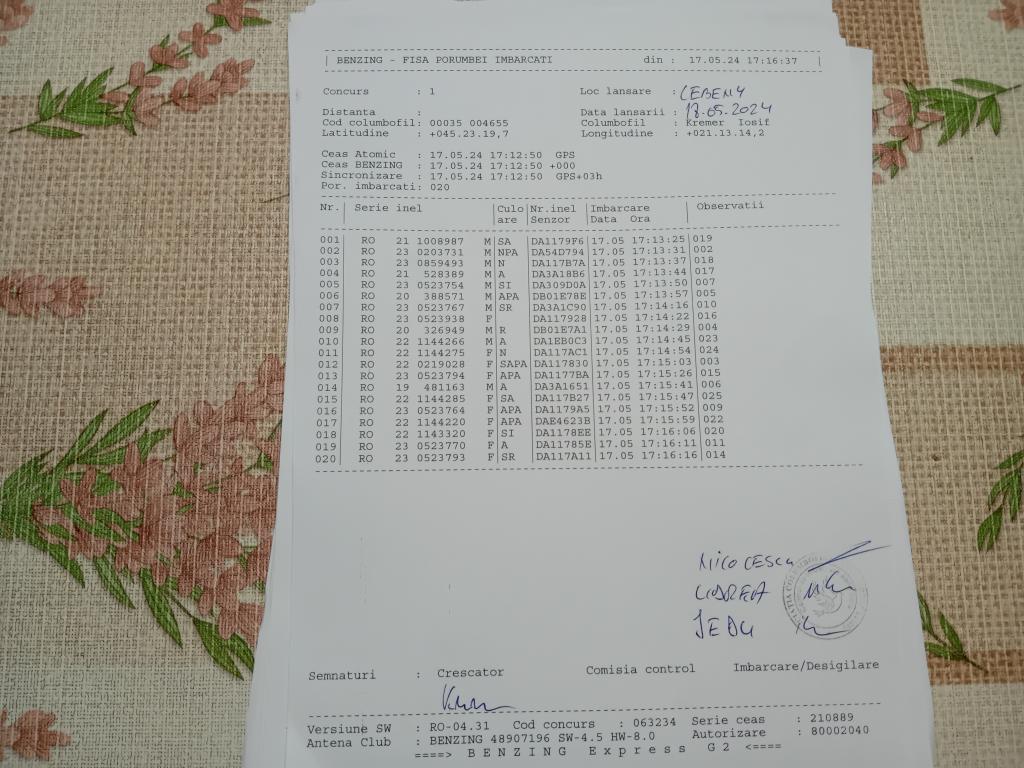 BENZING - FISA PORUMBEI IMBARCATI din : 17.05.24 17:16:37
Concurs : 1 Loc lansare : LEBENY
Distanta : Data lansarii : 18.05.2024
Cod columbofil: 00035 004655 Columbofil : Kremer Iosif
Latitudine : +045.23.19,7 Longitudine : +021.13.14,2
Ceas Atomic : 17.05.24 17:12:50 GPS
Ceas BENZING : 17.05.24 17:12:50 +000
Sincronizare : 17.05.24 17:12:50 GPS+03h
Por. imbarcati: 020
Nr. Serie inel Culo Nr.inel Imbarcare Observatii
are Senzor Data Ora
001 RO 21 1008987 M SA DA1179F6 17.05 17:13:25 019
002 RO 23 0203731 M NPA DA54D794 17.05 17:13:31 002
003 RO 23 0859493 M N DA117B7A 17.05 17:13:37 018
004 RO 21 528389 M A DA3A18B6 17.05 17:13:44 017
005 RO 23 0523754 M SI DA309D0A 17.05 17:13:50 007
006 RO 20 388571 M APA DB01E78E 17.05 17:13:57 005
007 RO 23 0523767 M SR DA3A1C90 17.05 17:14:16 010
008 RO 23 0523938 F DA117928 17.05 17:14:22 016
009 RO 20 326949 M R DB01E7A1 17.05 17:14:29 004
010 RO 22 1144266 M A DA1EB0C3 17.05 17:14:45 023
011 RO 22 1144275 F N DA117AC1 17.05 17:14:54 024
012 RO 22 0219028 F SAPA DA117830 17.05 17:15:03 003
013 RO 23 0523794 F APA DA1177BA 17.05 17:15:26 015
014 RO 19 481163 M A DA3A1651 17.05 17:15:41 006
015 RO 22 1144285 F SA DA117B27 17.05 17:15:47 025
016 RO 23 0523764 F APA DA1179A5 17.05 17:15:52 009
017 RO 22 1144220 F APA DAE4623B 17.05 17:15:59 022
018 RO 22 1143320 F SI DA1178EE 17.05 17:16:06 020
019 RO 23 0523770 F A DA11785E 17.05 17:16:11 011
020 RO 23 0523793 F SR DA117A11 17.05 17:16:16 014
Semnaturi : Crescator Comisia control Imbarcare/Desigilare
Versiune SW : RO-04.31 Cod concurs : 063234 Serie ceas : 210889
Antena Club : BENZING 48907196 SW-4.5 HW-8.0 Autorizare : 80002040
====> B E N Z I N G E x p r e s s G 2 <====